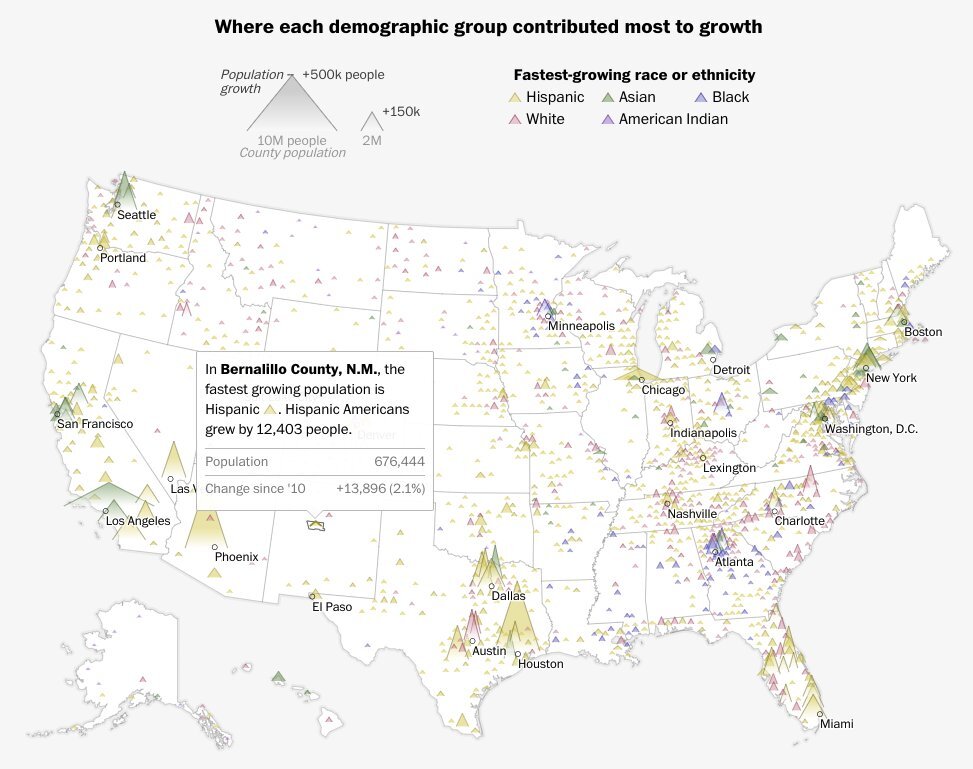 Where each demographic group contributed most to growth
Population
growth
+500k people
+150k
10M people
2M
County population
Fastest-growing race or ethnicity
Hispanic
Asian
Black
White
American Indian
Seattle
Portland
Minneapolis
Boston
In Bernalillo County, N.M., the
fastest growing population is
Hispanic . Hispanic Americans
grew by 12,403 people.
Denver
Population 676,444
Change since '10 +13,896 (2.1%)
Detroit
New York
Chicago
San Francisco
Indianapolis
Washington, D.C.
Lexington
Las V
Los Angeles
Nashville
Charlotte
Phoenix
Atlanta
Dallas
El Paso
Austin
Houston
Miami